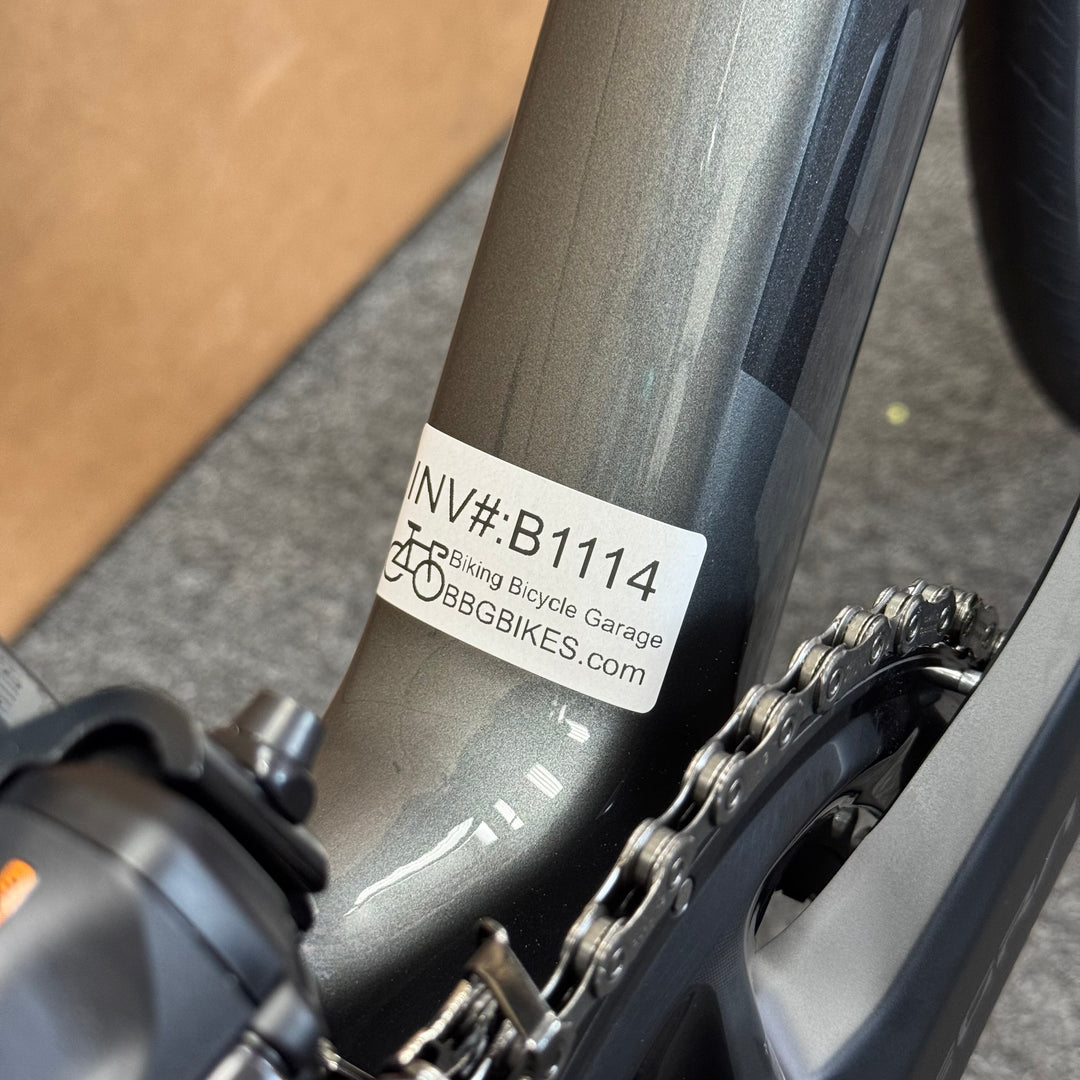 INV#:B1114
Biking Bicycle Garage
BBGBIKES.com